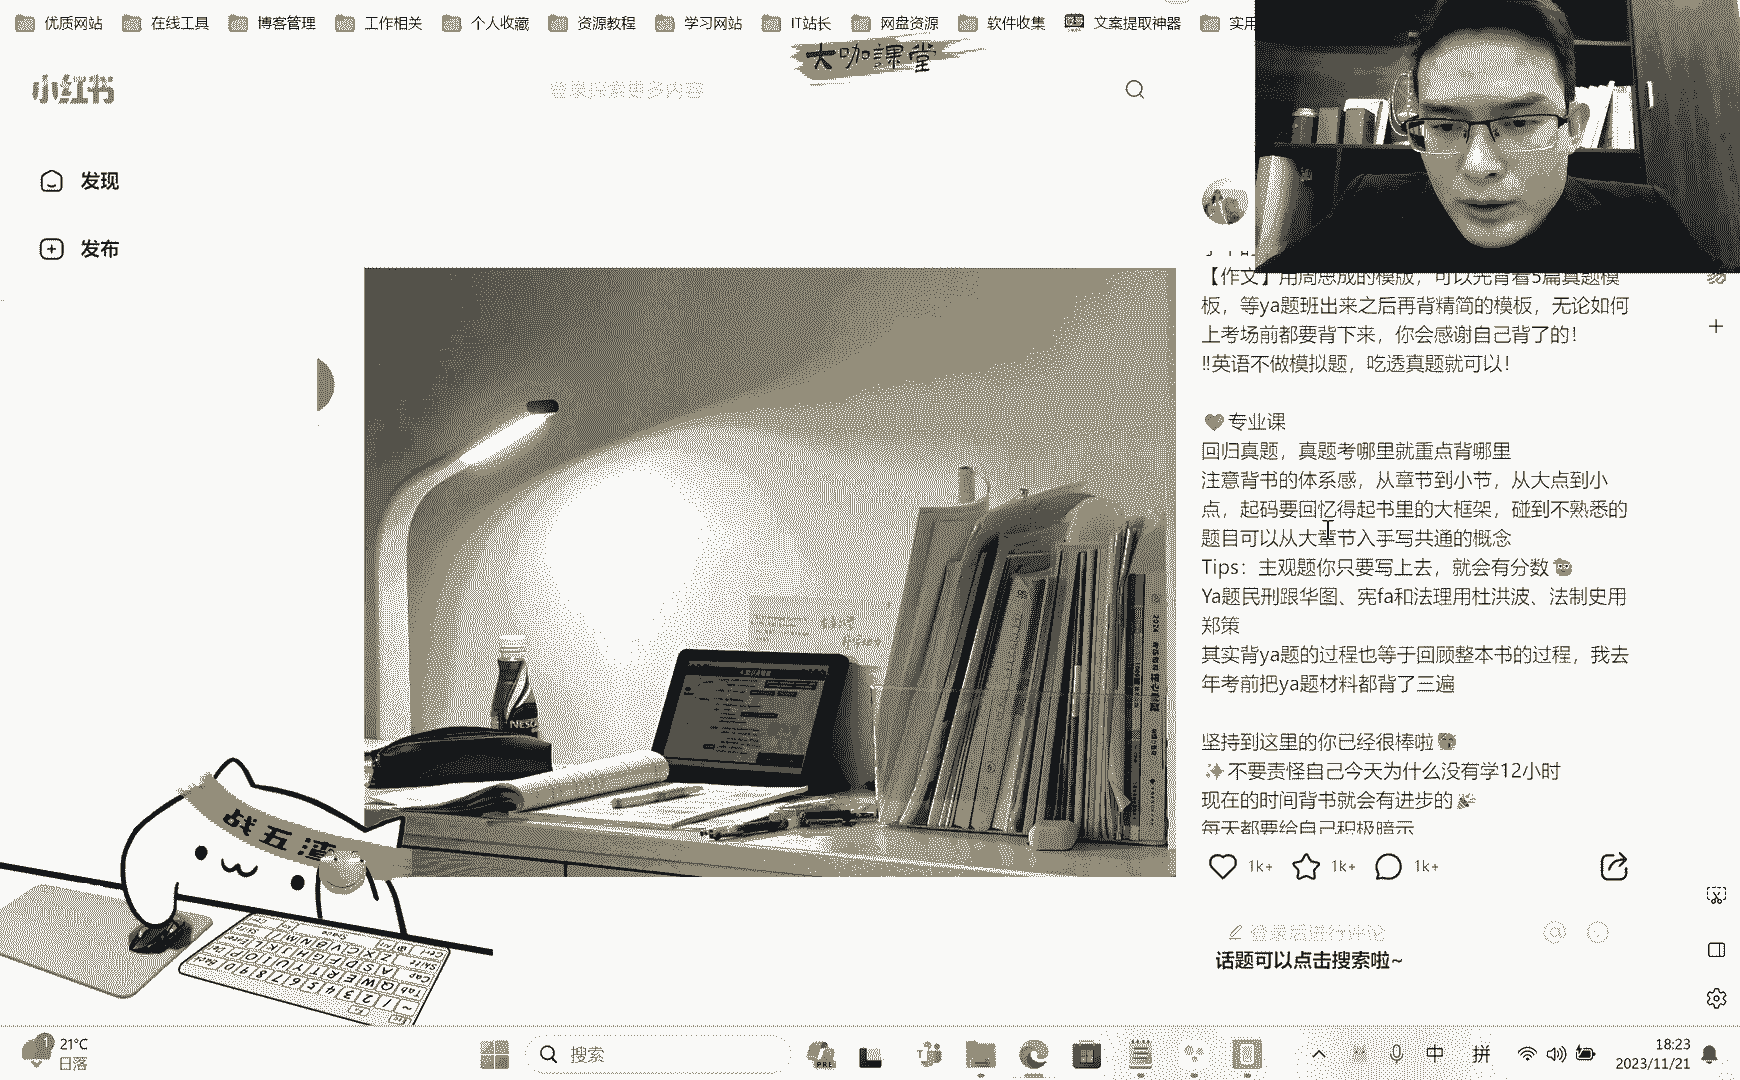 优质网站 在线工具 博客管理 工作相关 个人收藏 资源教程 学习网站 IT站长 网盘资源 软件收集 文案提取神器 实用
大咖課堂
小红书
登录探索更多内容
发现
发布
【作文】用周思成的模版，可以先背着5篇真题模
板，等ya题班出来之后再背精简的模板，无论如何
上考场前都要背下来，你会感谢自己背了的！
‼英语不做模拟题，吃透真题就可以！
专业课
回归真题，真题考哪里就重点背哪里
注意背书的体系感，从章节到小节，从大点到小
点，起码要回忆得起书里的大框架，碰到不熟悉的
题目可以从大章节入手写共通的概念
Tips：主观题你只要写上去，就会有分数
Ya题民刑跟华图、宪fa和法理用杜洪波、法制史用
郑策
其实背ya题的过程也等于回顾整本书的过程，我去
年考前把ya题材料都背了三遍
坚持到这里的你已经很棒啦
不要责怪自己今天为什么没有学12小时
现在的时间背书就会有进步的
每天都要给自己积极暗示
1k+ 1k+ 1k+
登录后进行评论
话题可以点击搜索啦~
NESC
战五渣
21°C
日落
搜索
PRE
中
拼
18:23
2023/11/21